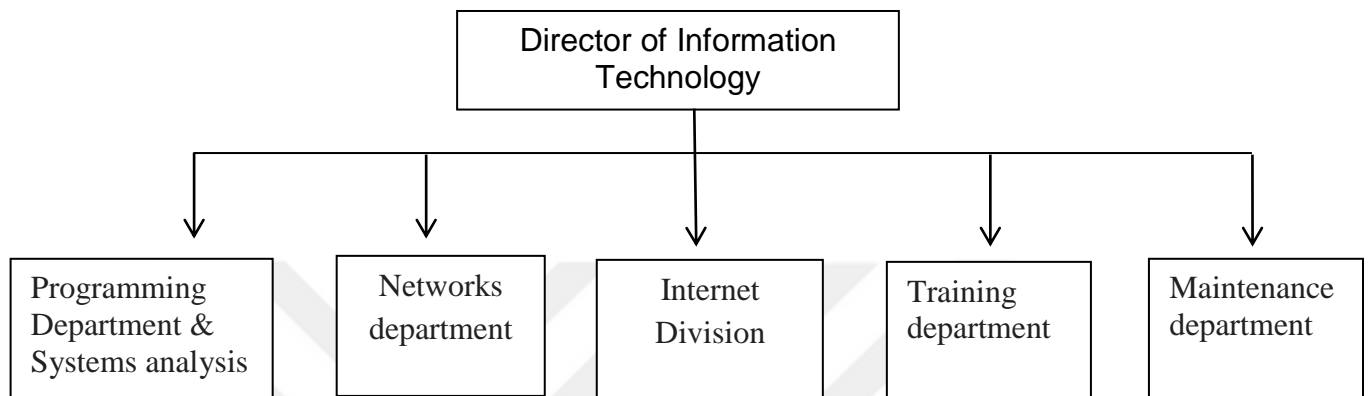 Director of Information
Technology
Programming
Department &
Systems analysis
Networks
department
Internet
Division
Training
department
Maintenance
department